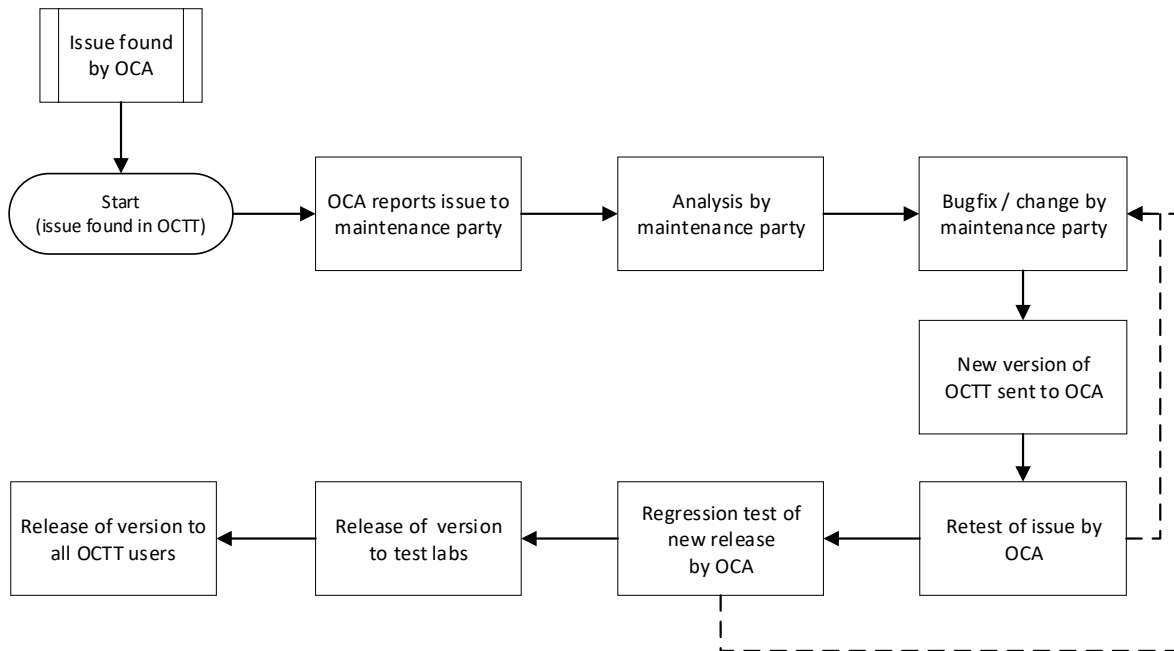 Issue found
by OCA
Start
(issue found in OCTT)
OCA reports issue to
maintenance party
Analysis by
maintenance party
Bugfix / change by
maintenance party
New version of
OCTT sent to OCA
Retest of issue by
OCA
Regression test of
new release
by OCA
Release of version
to test labs
Release of version to
all OCTT users